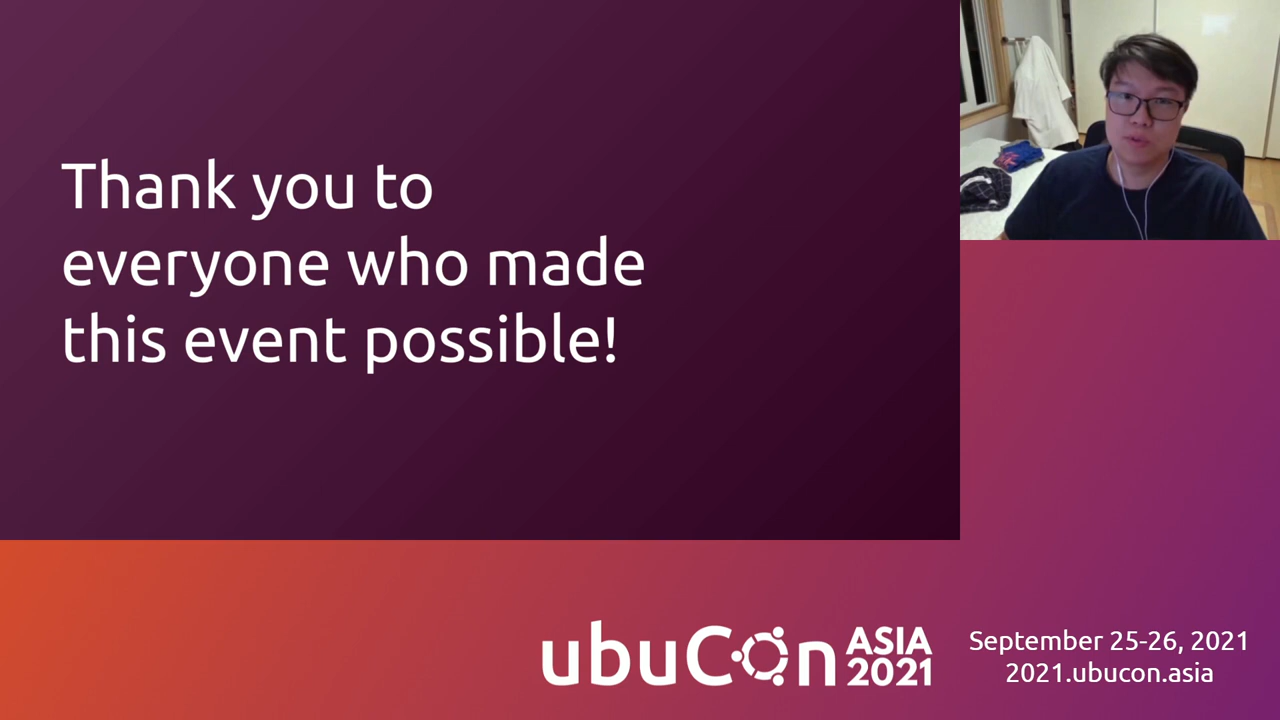 Thank you to
everyone who made
this event possible!
ubuCon ASIA 2021
September 25-26, 2021
2021.ubucon.asia